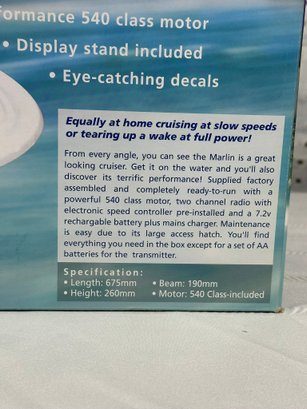 formance 540 class motor
• Display stand included
• Eye-catching decals
Equally at home cruising at slow speeds
or tearing up a wake at full power!
From every angle, you can see the Marlin is a great
looking cruiser. Get it on the water and you'll also
discover its terrific performance! Supplied factory
assembled and completely ready-to-run with a
powerful 540 class motor, two channel radio with
electronic speed controller pre-installed and a 7.2v
rechargable battery plus mains charger. Maintenance
is easy due to its large access hatch. You'll find
everything you need in the box except for a set of AA
batteries for the transmitter.
Specification:
• Length: 675mm • Beam: 190mm
• Height: 260mm • Motor: 540 Class-included